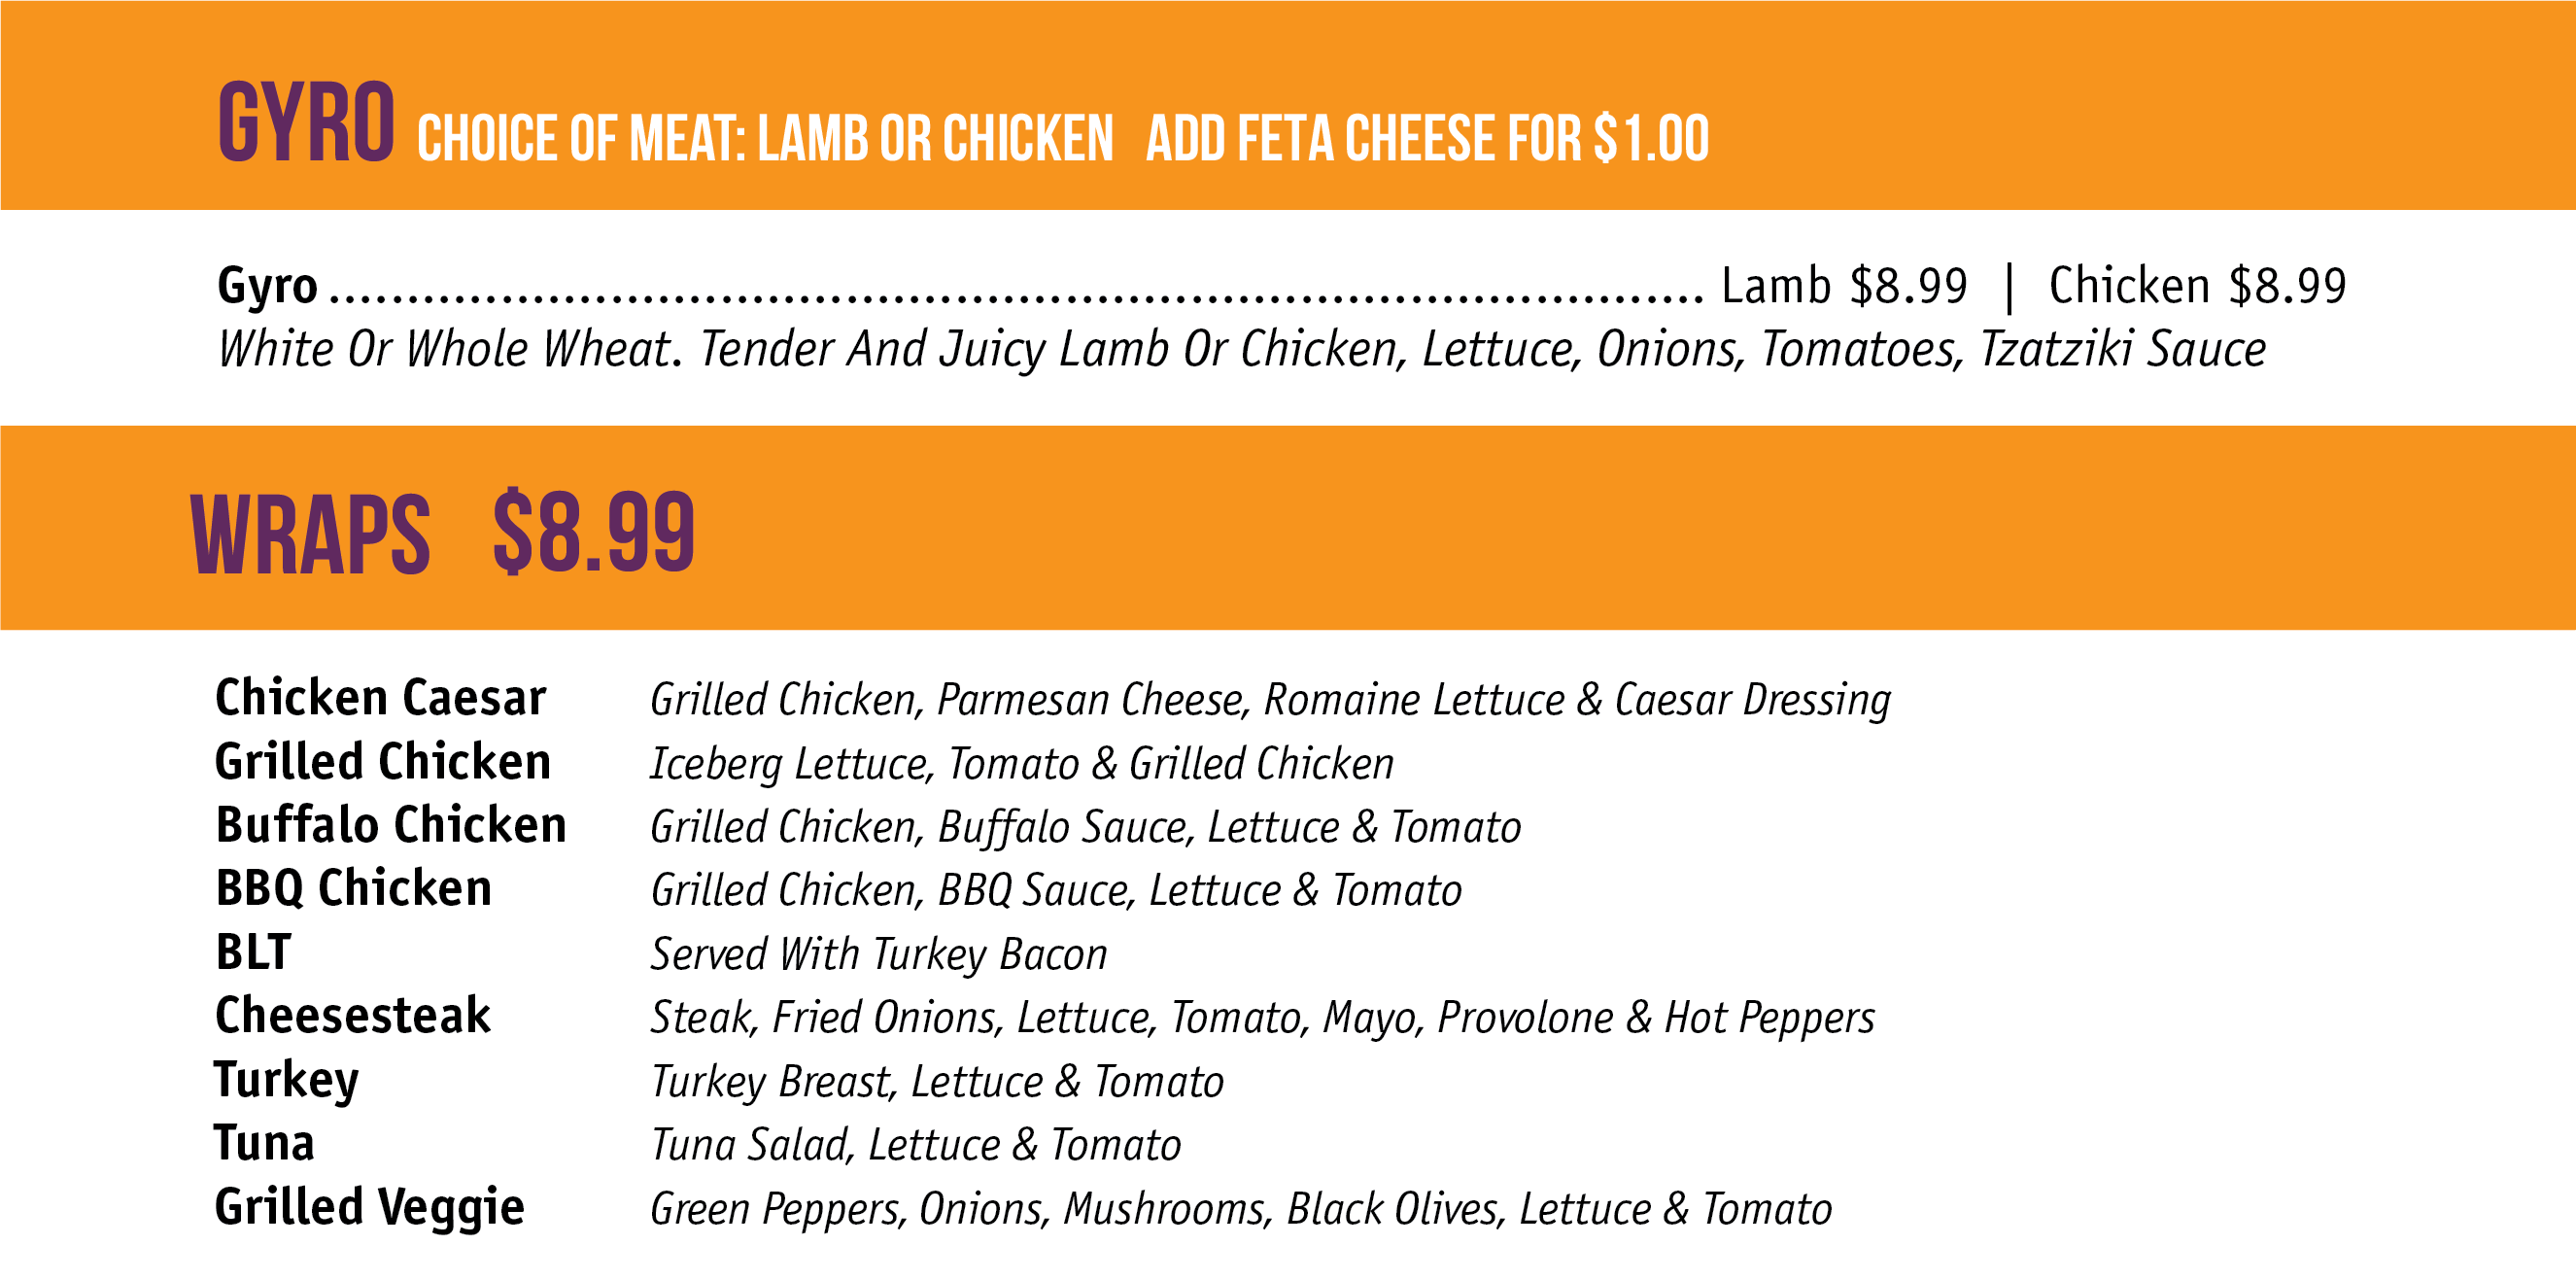 GYRO CHOICE OF MEAT: LAMB OR CHICKEN ADD FETA CHEESE FOR $1.00
Gyro ........................................................................................ Lamb $8.99 | Chicken $8.99
White Or Whole Wheat. Tender And Juicy Lamb Or Chicken, Lettuce, Onions, Tomatoes, Tzatziki Sauce
WRAPS $8.99
Chicken Caesar Grilled Chicken, Parmesan Cheese, Romaine Lettuce & Caesar Dressing
Grilled Chicken Iceberg Lettuce, Tomato & Grilled Chicken
Buffalo Chicken Grilled Chicken, Buffalo Sauce, Lettuce & Tomato
BBQ Chicken Grilled Chicken, BBQ Sauce, Lettuce & Tomato
BLT Served With Turkey Bacon
Cheesesteak Steak, Fried Onions, Lettuce, Tomato, Mayo, Provolone & Hot Peppers
Turkey Turkey Breast, Lettuce & Tomato
Tuna Tuna Salad, Lettuce & Tomato
Grilled Veggie Green Peppers, Onions, Mushrooms, Black Olives, Lettuce & Tomato